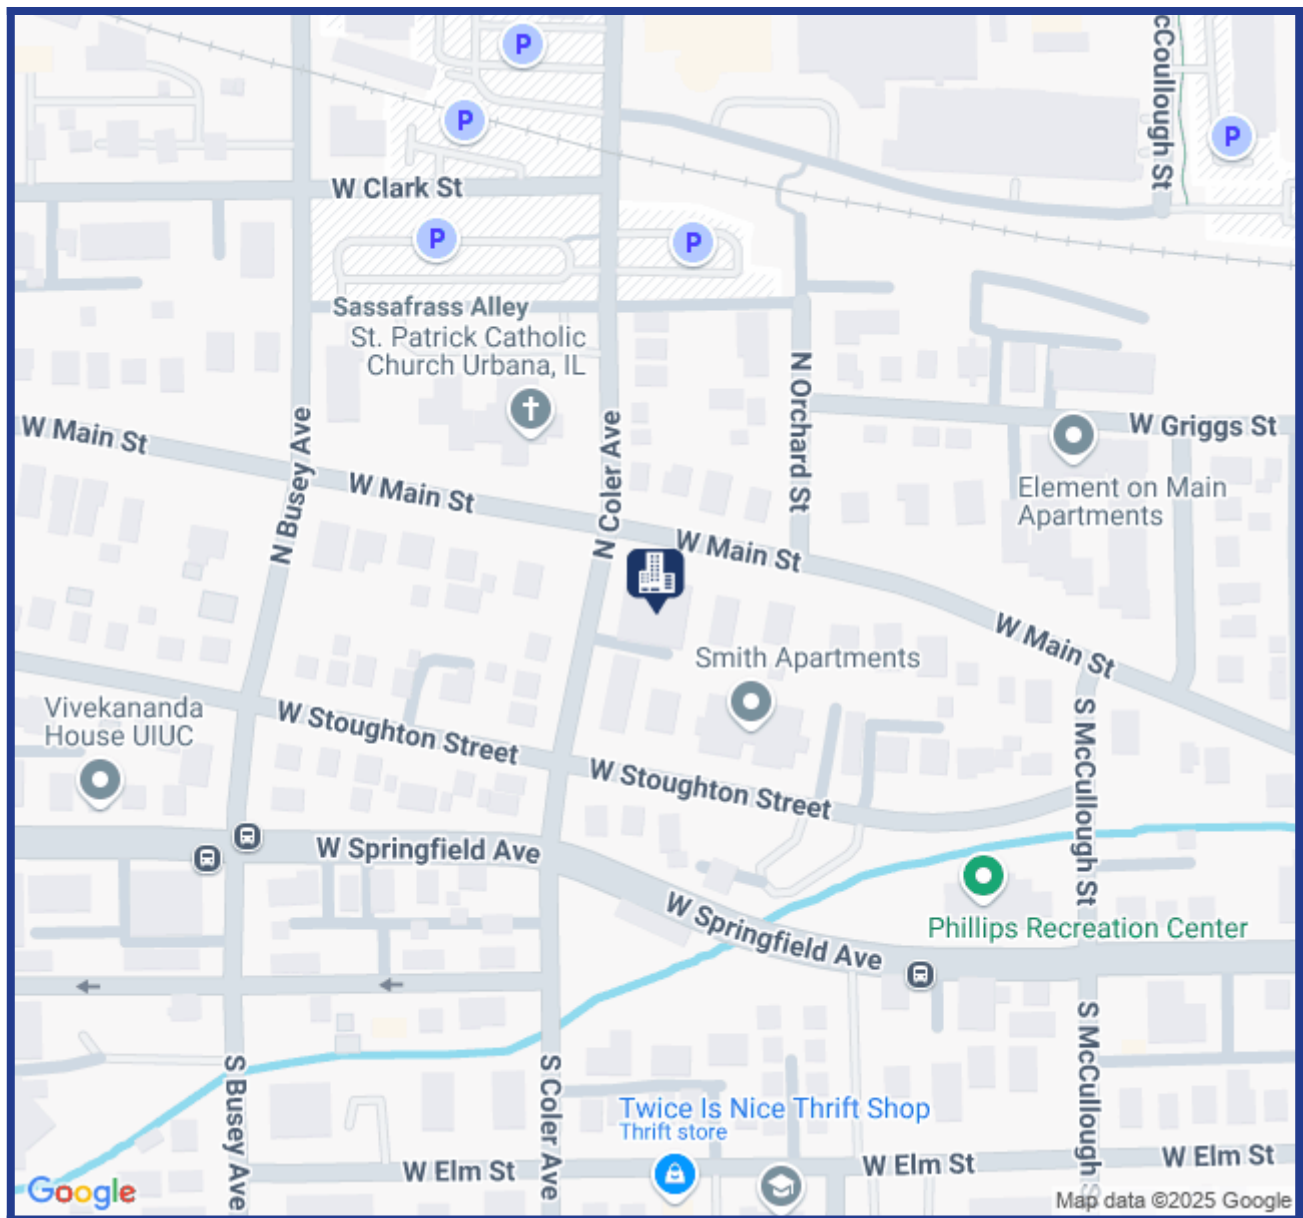 P
cCoullough St
P
P
W Clark St
P
P
Sassafrass Alley
St. Patrick Catholic
Church Urbana, IL
N Orchard St
W Main St
N Busey Ave
W Main St
N Coler Ave
W Griggs St
Element on Main
Apartments
W Main St
W Main St
Smith Apartments
Vivekananda
House UIUC
W Stoughton Street
W Stoughton Street
S McCullough St
W Springfield Ave
W Springfield Ave
Phillips Recreation Center
S Busey Ave
S Coler Ave
S McCullough S
Twice Is Nice Thrift Shop
Thrift store
W Elm St
W Elm St
W Elm St
Google
Map data ©2025 Google